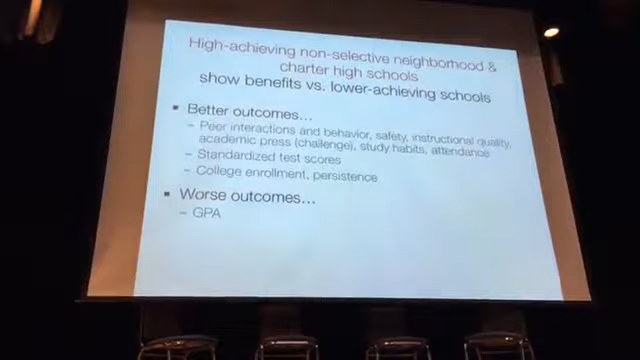 High-achieving non-selective neighborhood &
charter high schools
show benefits vs. lower-achieving schools
▪ Better outcomes…
– Peer interactions and behavior, safety, instructional quality,
academic press (challenge), study habits, attendance
– Standardized test scores
– College enrollment, persistence
▪ Worse outcomes…
– GPA